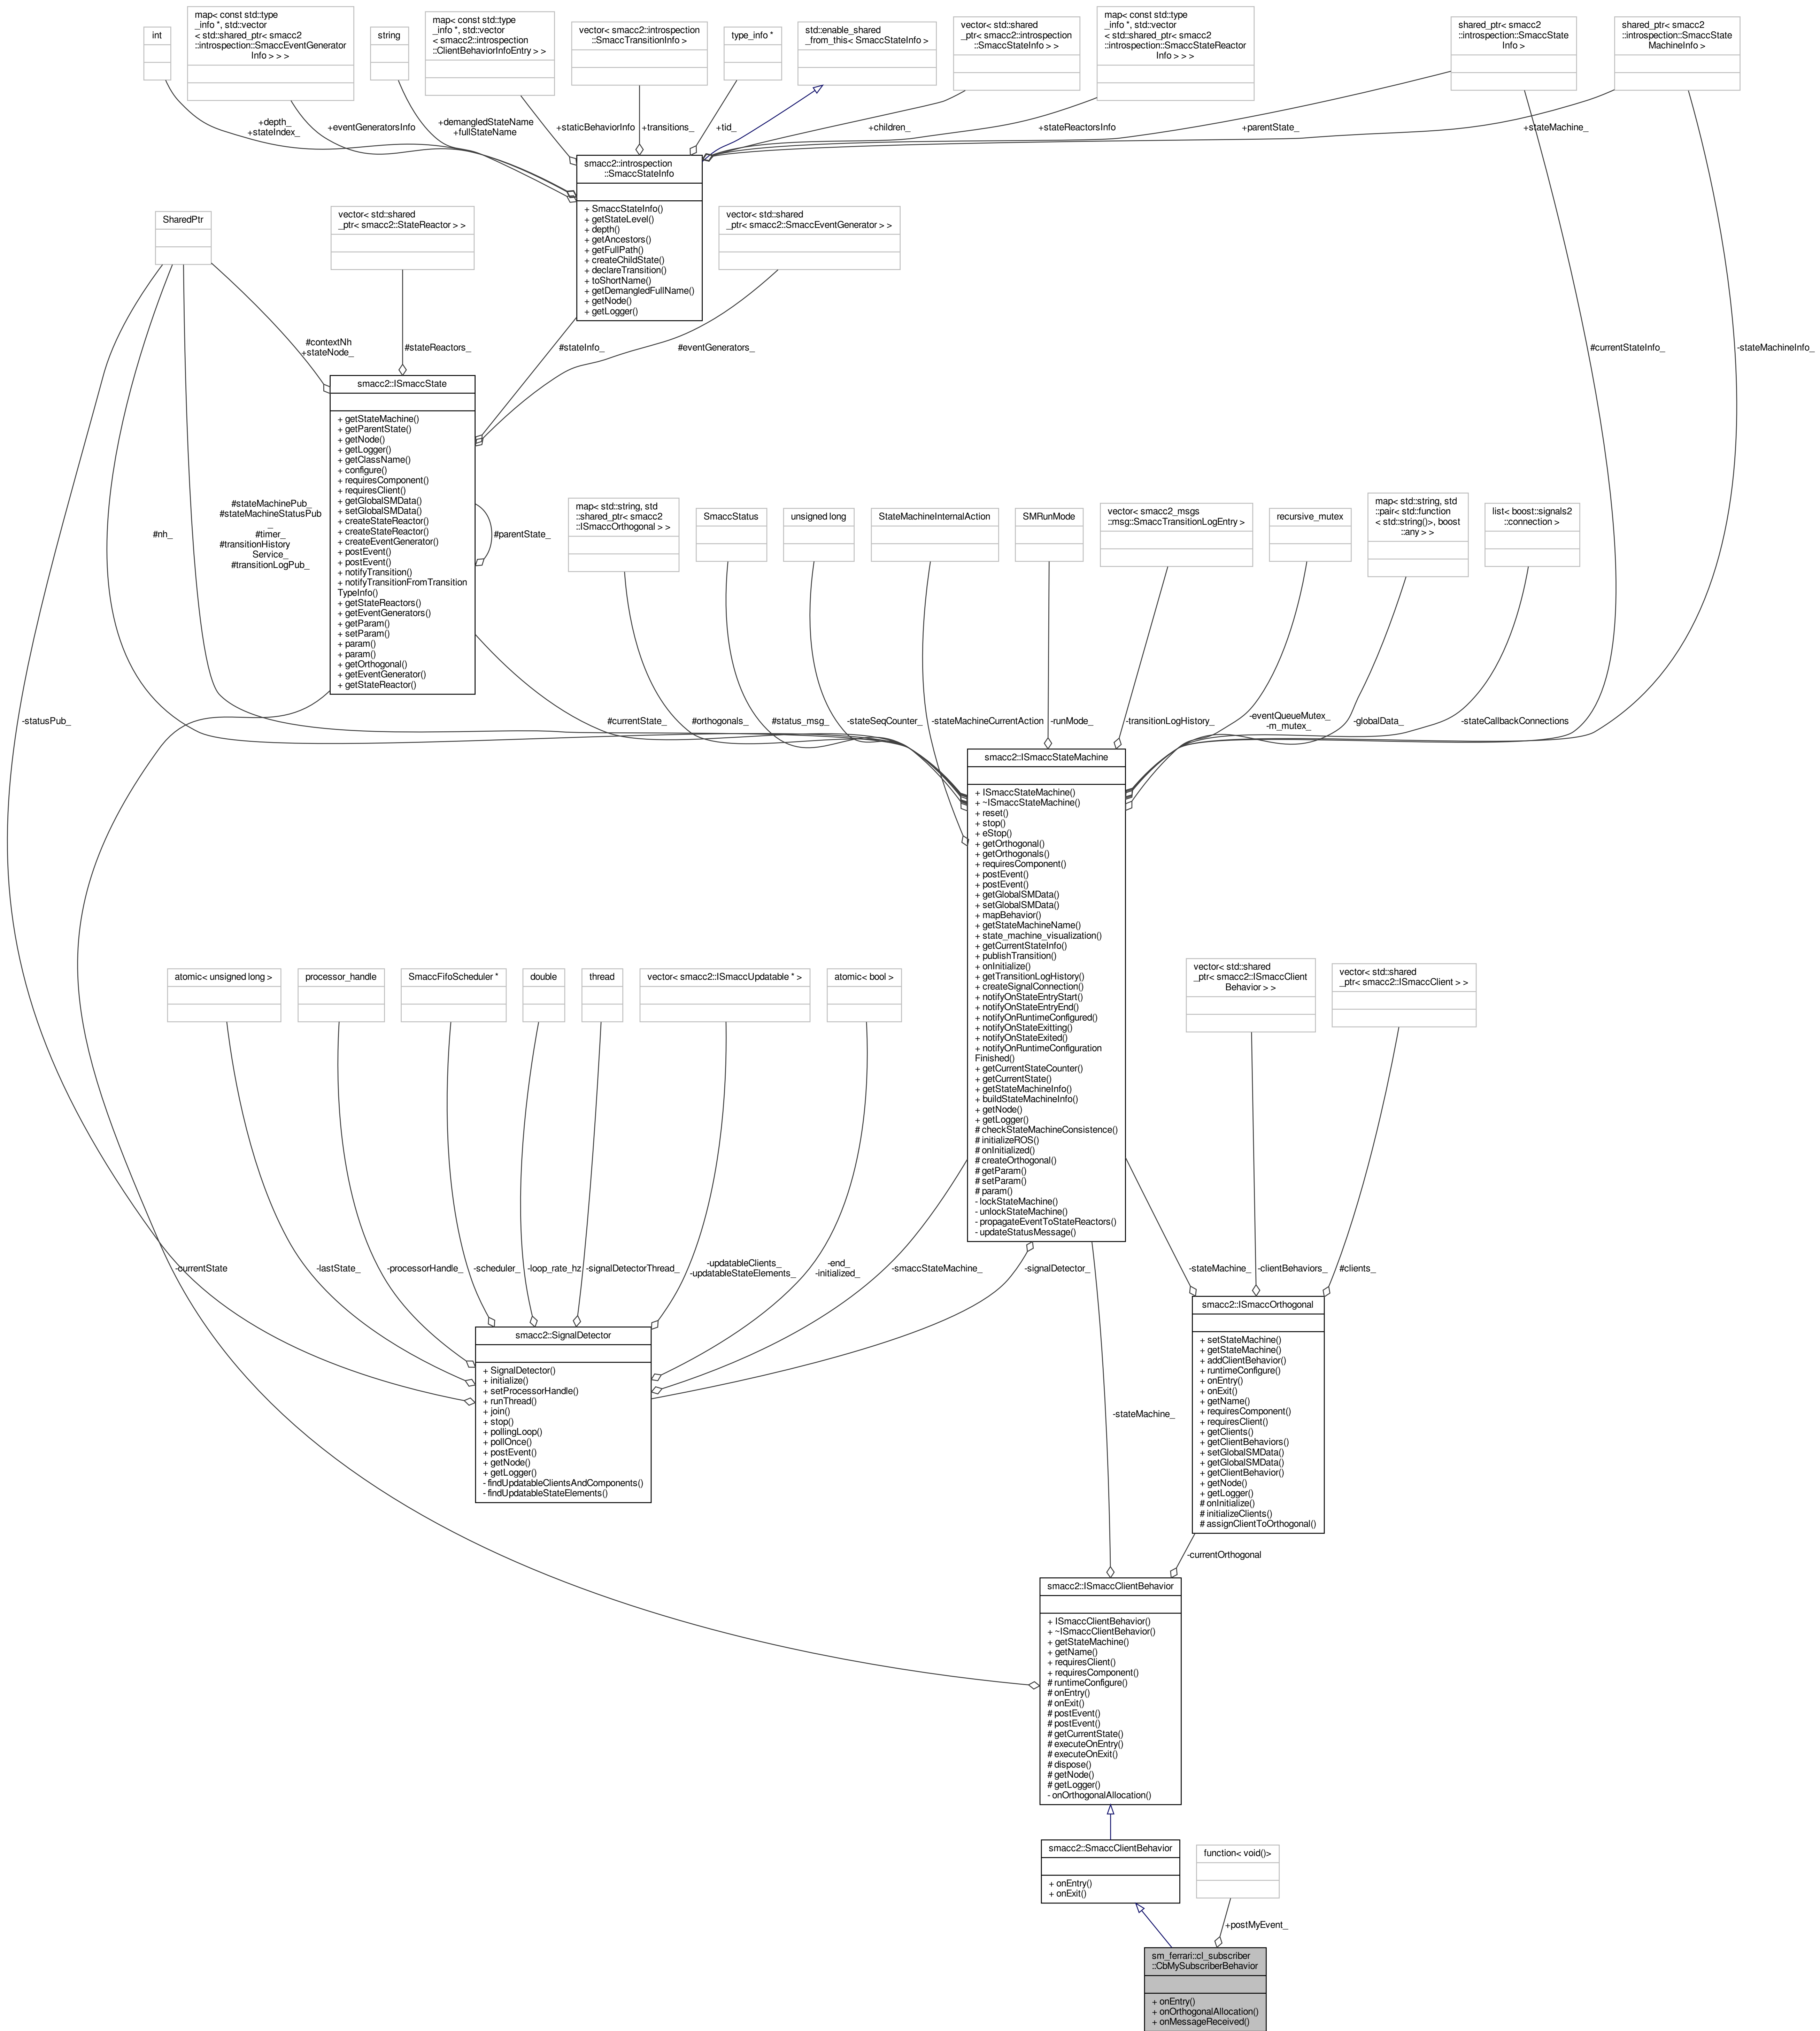 int
map< const std::type
_info *, std::vector
< std::shared_ptr< smacc2
::introspection::SmaccEventGenerator
Info > > >
string
map< const std::type
_info *, std::vector
< smacc2::introspection
::ClientBehaviorInfoEntry > >
vector< smacc2::introspection
::SmaccTransitionInfo >
type_info *
std::enable_shared
_from_this< SmaccStateInfo >
vector< std::shared
_ptr< smacc2::introspection
::SmaccStateInfo > >
map< const std::type
_info *, std::vector
< std::shared_ptr< smacc2
::introspection::SmaccStateReactor
Info > > >
shared_ptr< smacc2
::introspection::SmaccState
Info >
shared_ptr< smacc2
::introspection::SmaccState
MachineInfo >
+depth_
+stateIndex_
+eventGeneratorsInfo
+demangledStateName
+fullStateName
+staticBehaviorInfo
+transitions_
+tid_
+children_
+stateReactorsInfo
+parentState_
+stateMachine_
smacc2::introspection
::SmaccStateInfo
+ SmaccStateInfo()
+ getStateLevel()
+ depth()
+ getAncestors()
+ getFullPath()
+ createChildState()
+ declareTransition()
+ toShortName()
+ getDemangledFullName()
+ getNode()
+ getLogger()
SharedPtr
vector< std::shared
_ptr< smacc2::StateReactor > >
vector< std::shared
_ptr< smacc2::SmaccEventGenerator > >
#contextNh
+stateNode_
#stateReactors_
#stateInfo_
#eventGenerators_
#currentStateInfo_
-stateMachineInfo_
smacc2::ISmaccState
+ getStateMachine()
+ getParentState()
+ getNode()
+ getLogger()
+ getClassName()
+ configure()
+ requiresComponent()
+ requiresClient()
+ getGlobalSMData()
+ setGlobalSMData()
+ createStateReactor()
+ createStateReactor()
+ createEventGenerator()
+ postEvent()
+ postEvent()
+ notifyTransition()
+ notifyTransitionFromTransition
TypeInfo()
+ getStateReactors()
+ getEventGenerators()
+ getParam()
+ setParam()
+ param()
+ param()
+ getOrthogonal()
+ getEventGenerator()
+ getStateReactor()
#parentState_
#nh_
#stateMachinePub_
#stateMachineStatusPub
_
#timer_
#transitionHistory
Service_
#transitionLogPub_
map< std::string, std
::shared_ptr< smacc2
::ISmaccOrthogonal > >
SmaccStatus
unsigned long
StateMachineInternalAction
SMRunMode
vector< smacc2_msgs
::msg::SmaccTransitionLogEntry >
recursive_mutex
map< std::string, std
::pair< std::function
< std::string()>, boost
::any > >
list< boost::signals2
::connection >
-statusPub_
#currentState_
#orthogonals_
#status_msg_
-stateSeqCounter_
-stateMachineCurrentAction
-runMode_
-transitionLogHistory_
-eventQueueMutex_
-m_mutex_
-globalData_
-stateCallbackConnections
smacc2::ISmaccStateMachine
+ ISmaccStateMachine()
+ ~ISmaccStateMachine()
+ reset()
+ stop()
+ eStop()
+ getOrthogonal()
+ getOrthogonals()
+ requiresComponent()
+ postEvent()
+ postEvent()
+ getGlobalSMData()
+ setGlobalSMData()
+ mapBehavior()
+ getStateMachineName()
+ state_machine_visualization()
+ getCurrentStateInfo()
+ publishTransition()
+ onInitialize()
+ getTransitionLogHistory()
+ createSignalConnection()
+ notifyOnStateEntryStart()
+ notifyOnStateEntryEnd()
+ notifyOnRuntimeConfigured()
+ notifyOnStateExitting()
+ notifyOnStateExited()
+ notifyOnRuntimeConfiguration
Finished()
+ getCurrentStateCounter()
+ getCurrentState()
+ getStateMachineInfo()
+ buildStateMachineInfo()
+ getNode()
+ getLogger()
# checkStateMachineConsistence()
# initializeROS()
# onInitialized()
# createOrthogonal()
# getParam()
# setParam()
# param()
- lockStateMachine()
- unlockStateMachine()
- propagateEventToStateReactors()
- updateStatusMessage()
atomic< unsigned long >
processor_handle
SmaccFifoScheduler *
double
thread
vector< smacc2::ISmaccUpdatable * >
atomic< bool >
vector< std::shared
_ptr< smacc2::ISmaccClient
Behavior > >
vector< std::shared
_ptr< smacc2::ISmaccClient > >
-currentState
-lastState_
-processorHandle_
-scheduler_
-loop_rate_hz
-signalDetectorThread_
-updatableClients_
-updatableStateElements_
-end_
-initialized_
-smaccStateMachine_
-signalDetector_
-stateMachine_
-clientBehaviors_
#clients_
smacc2::SignalDetector
+ SignalDetector()
+ initialize()
+ setProcessorHandle()
+ runThread()
+ join()
+ stop()
+ pollingLoop()
+ pollOnce()
+ postEvent()
+ getNode()
+ getLogger()
- findUpdatableClientsAndComponents()
- findUpdatableStateElements()
smacc2::ISmaccOrthogonal
+ setStateMachine()
+ getStateMachine()
+ addClientBehavior()
+ runtimeConfigure()
+ onEntry()
+ onExit()
+ getName()
+ requiresComponent()
+ requiresClient()
+ getClients()
+ getClientBehaviors()
+ setGlobalSMData()
+ getGlobalSMData()
+ getClientBehavior()
+ getNode()
+ getLogger()
# onInitialize()
# initializeClients()
# assignClientToOrthogonal()
-stateMachine_
-currentOrthogonal
smacc2::ISmaccClientBehavior
+ ISmaccClientBehavior()
+ ~ISmaccClientBehavior()
+ getStateMachine()
+ getName()
+ requiresClient()
+ requiresComponent()
# runtimeConfigure()
# onEntry()
# onExit()
# postEvent()
# postEvent()
# getCurrentState()
# executeOnEntry()
# executeOnExit()
# dispose()
# getNode()
# getLogger()
- onOrthogonalAllocation()
smacc2::SmaccClientBehavior
+ onEntry()
+ onExit()
function< void()>
+postMyEvent_
sm_ferrari::cl_subscriber
::CbMySubscriberBehavior
+ onEntry()
+ onOrthogonalAllocation()
+ onMessageReceived()